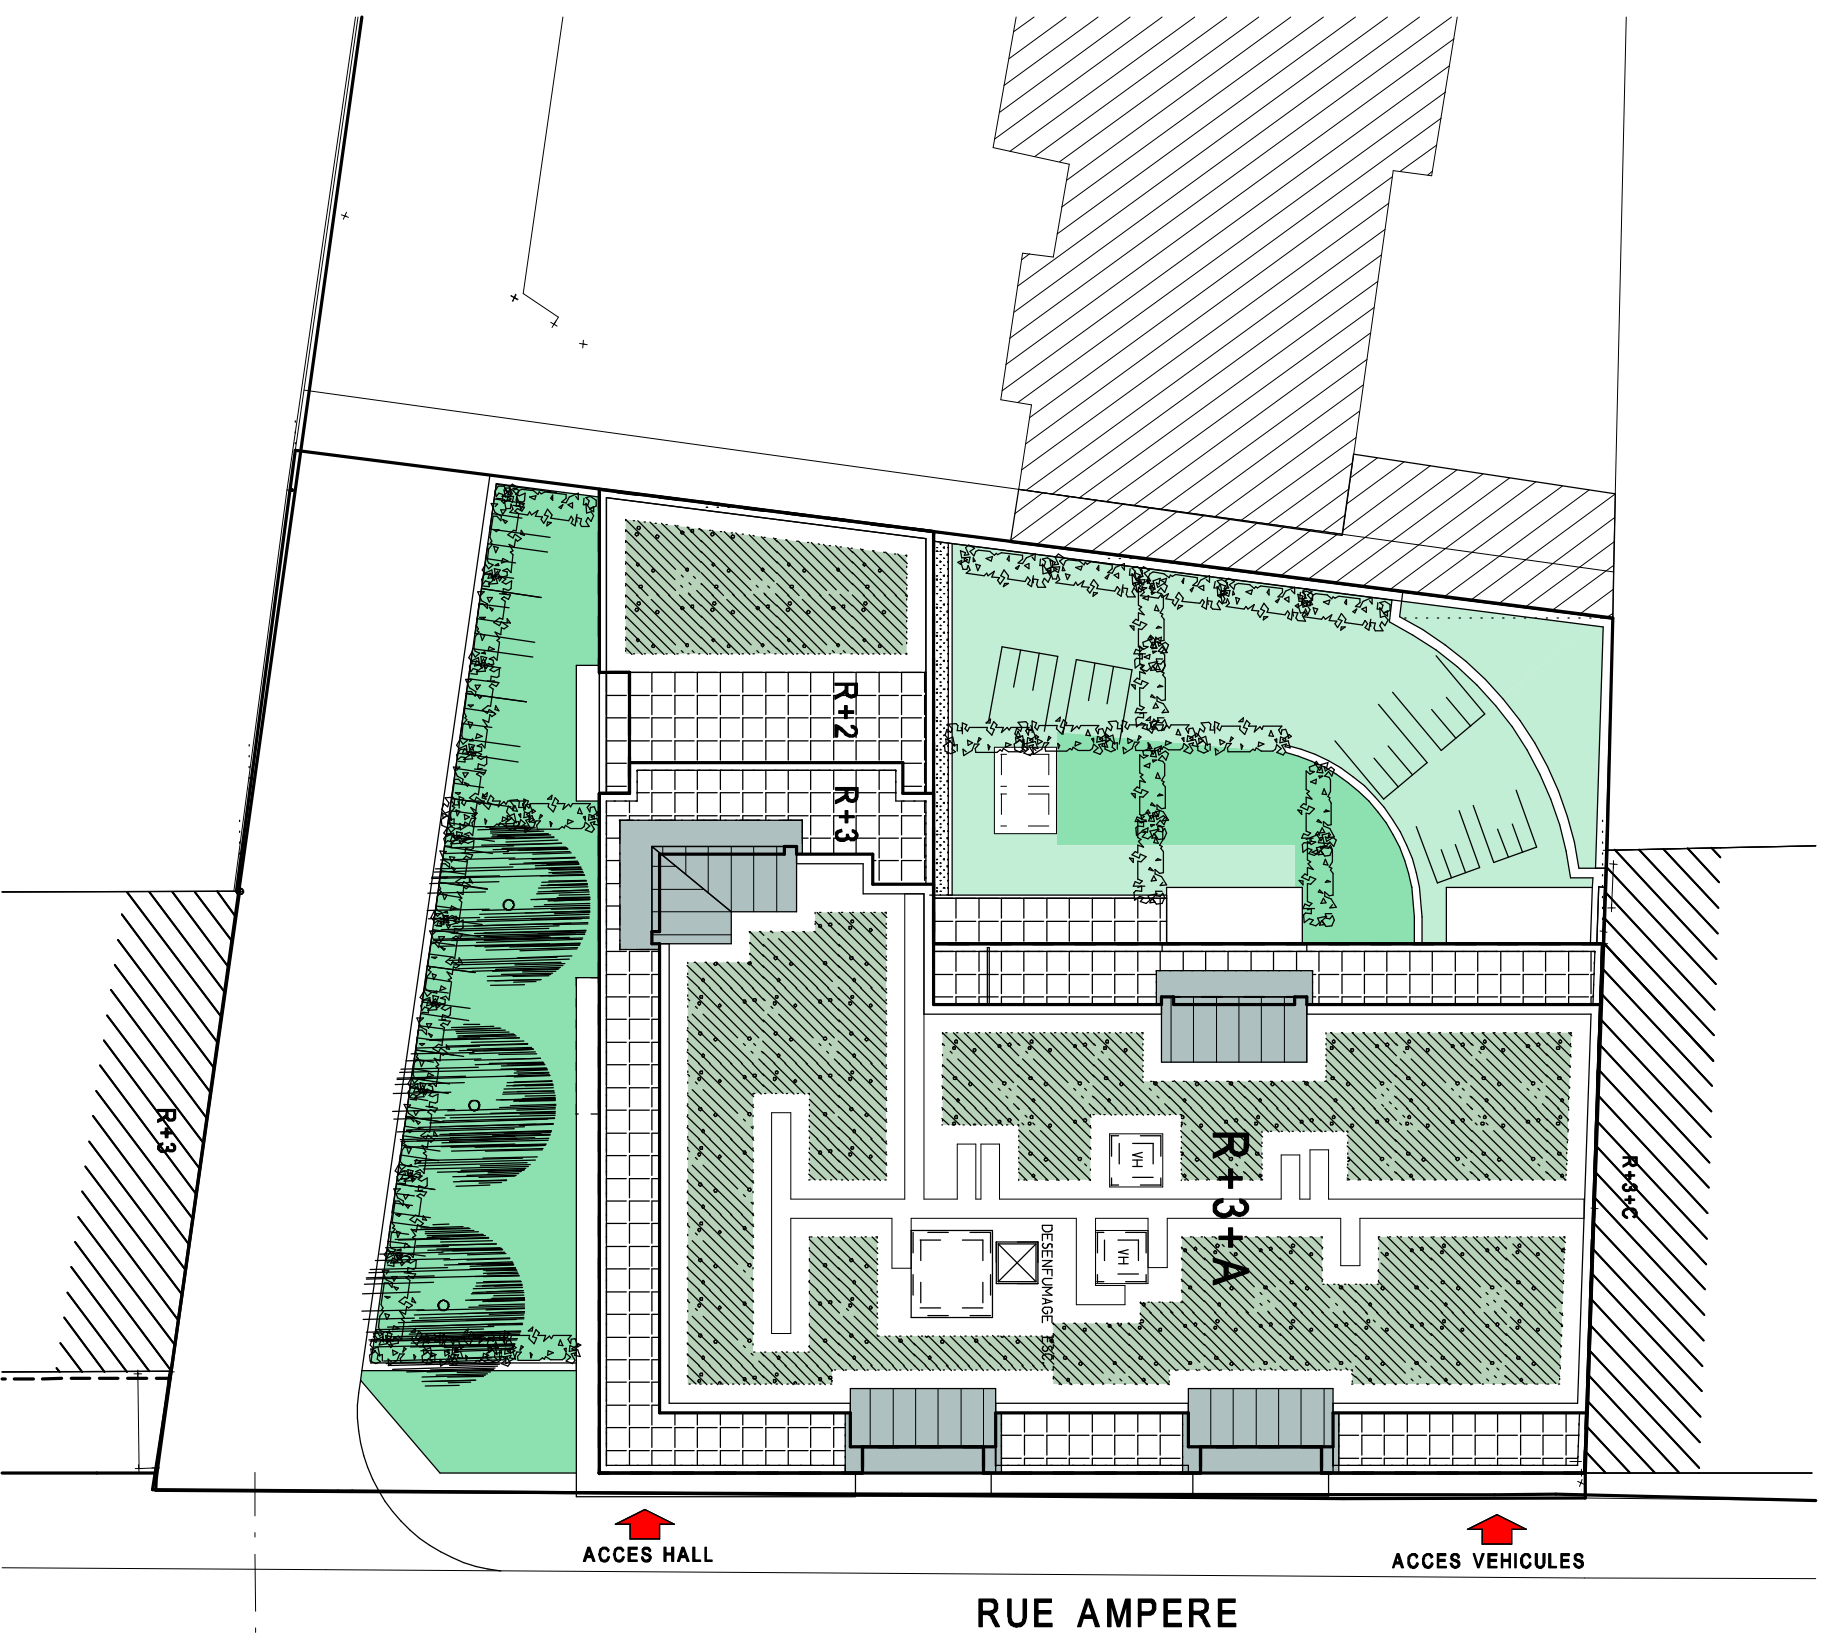 R+2
R+3
R+3
R+3+C
VH
R+3+A
VH
DESENFUMAGE ESC.
ACCES HALL
ACCES VEHICULES
RUE AMPERE